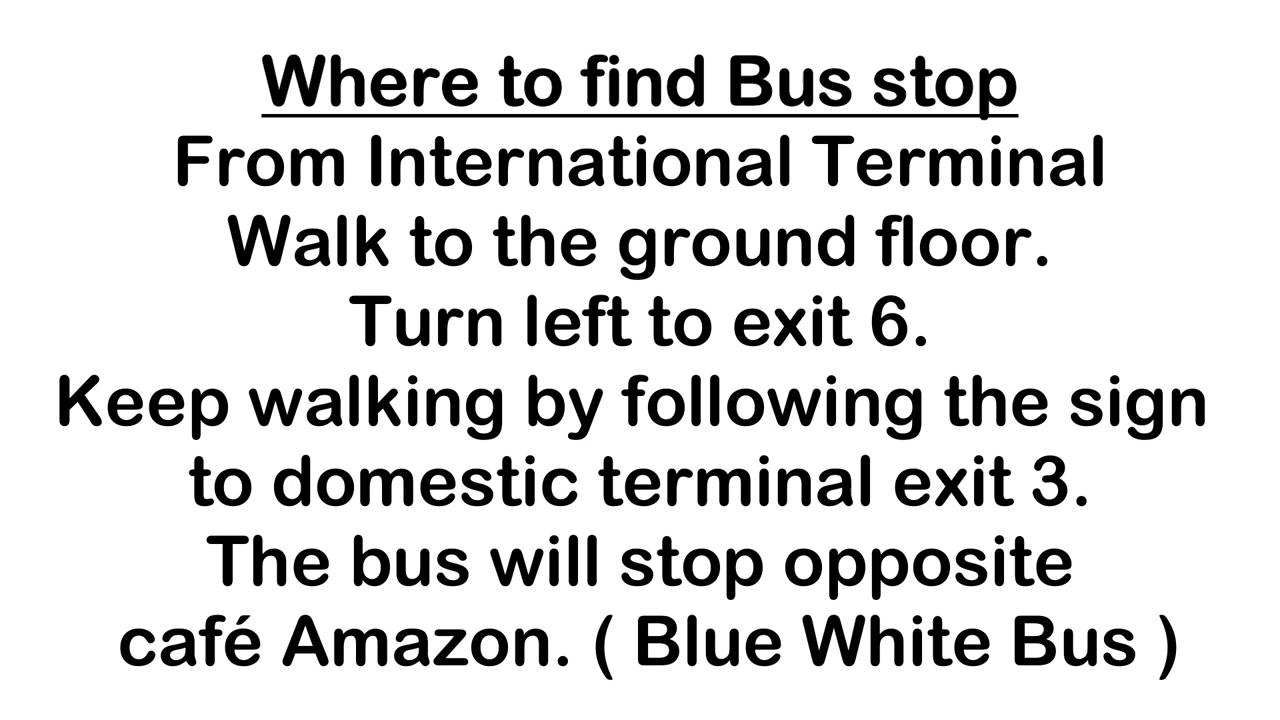 Where to find Bus stop
From International Terminal
Walk to the ground floor.
Turn left to exit 6.
Keep walking by following the sign
to domestic terminal exit 3.
The bus will stop opposite
café Amazon. ( Blue White Bus )